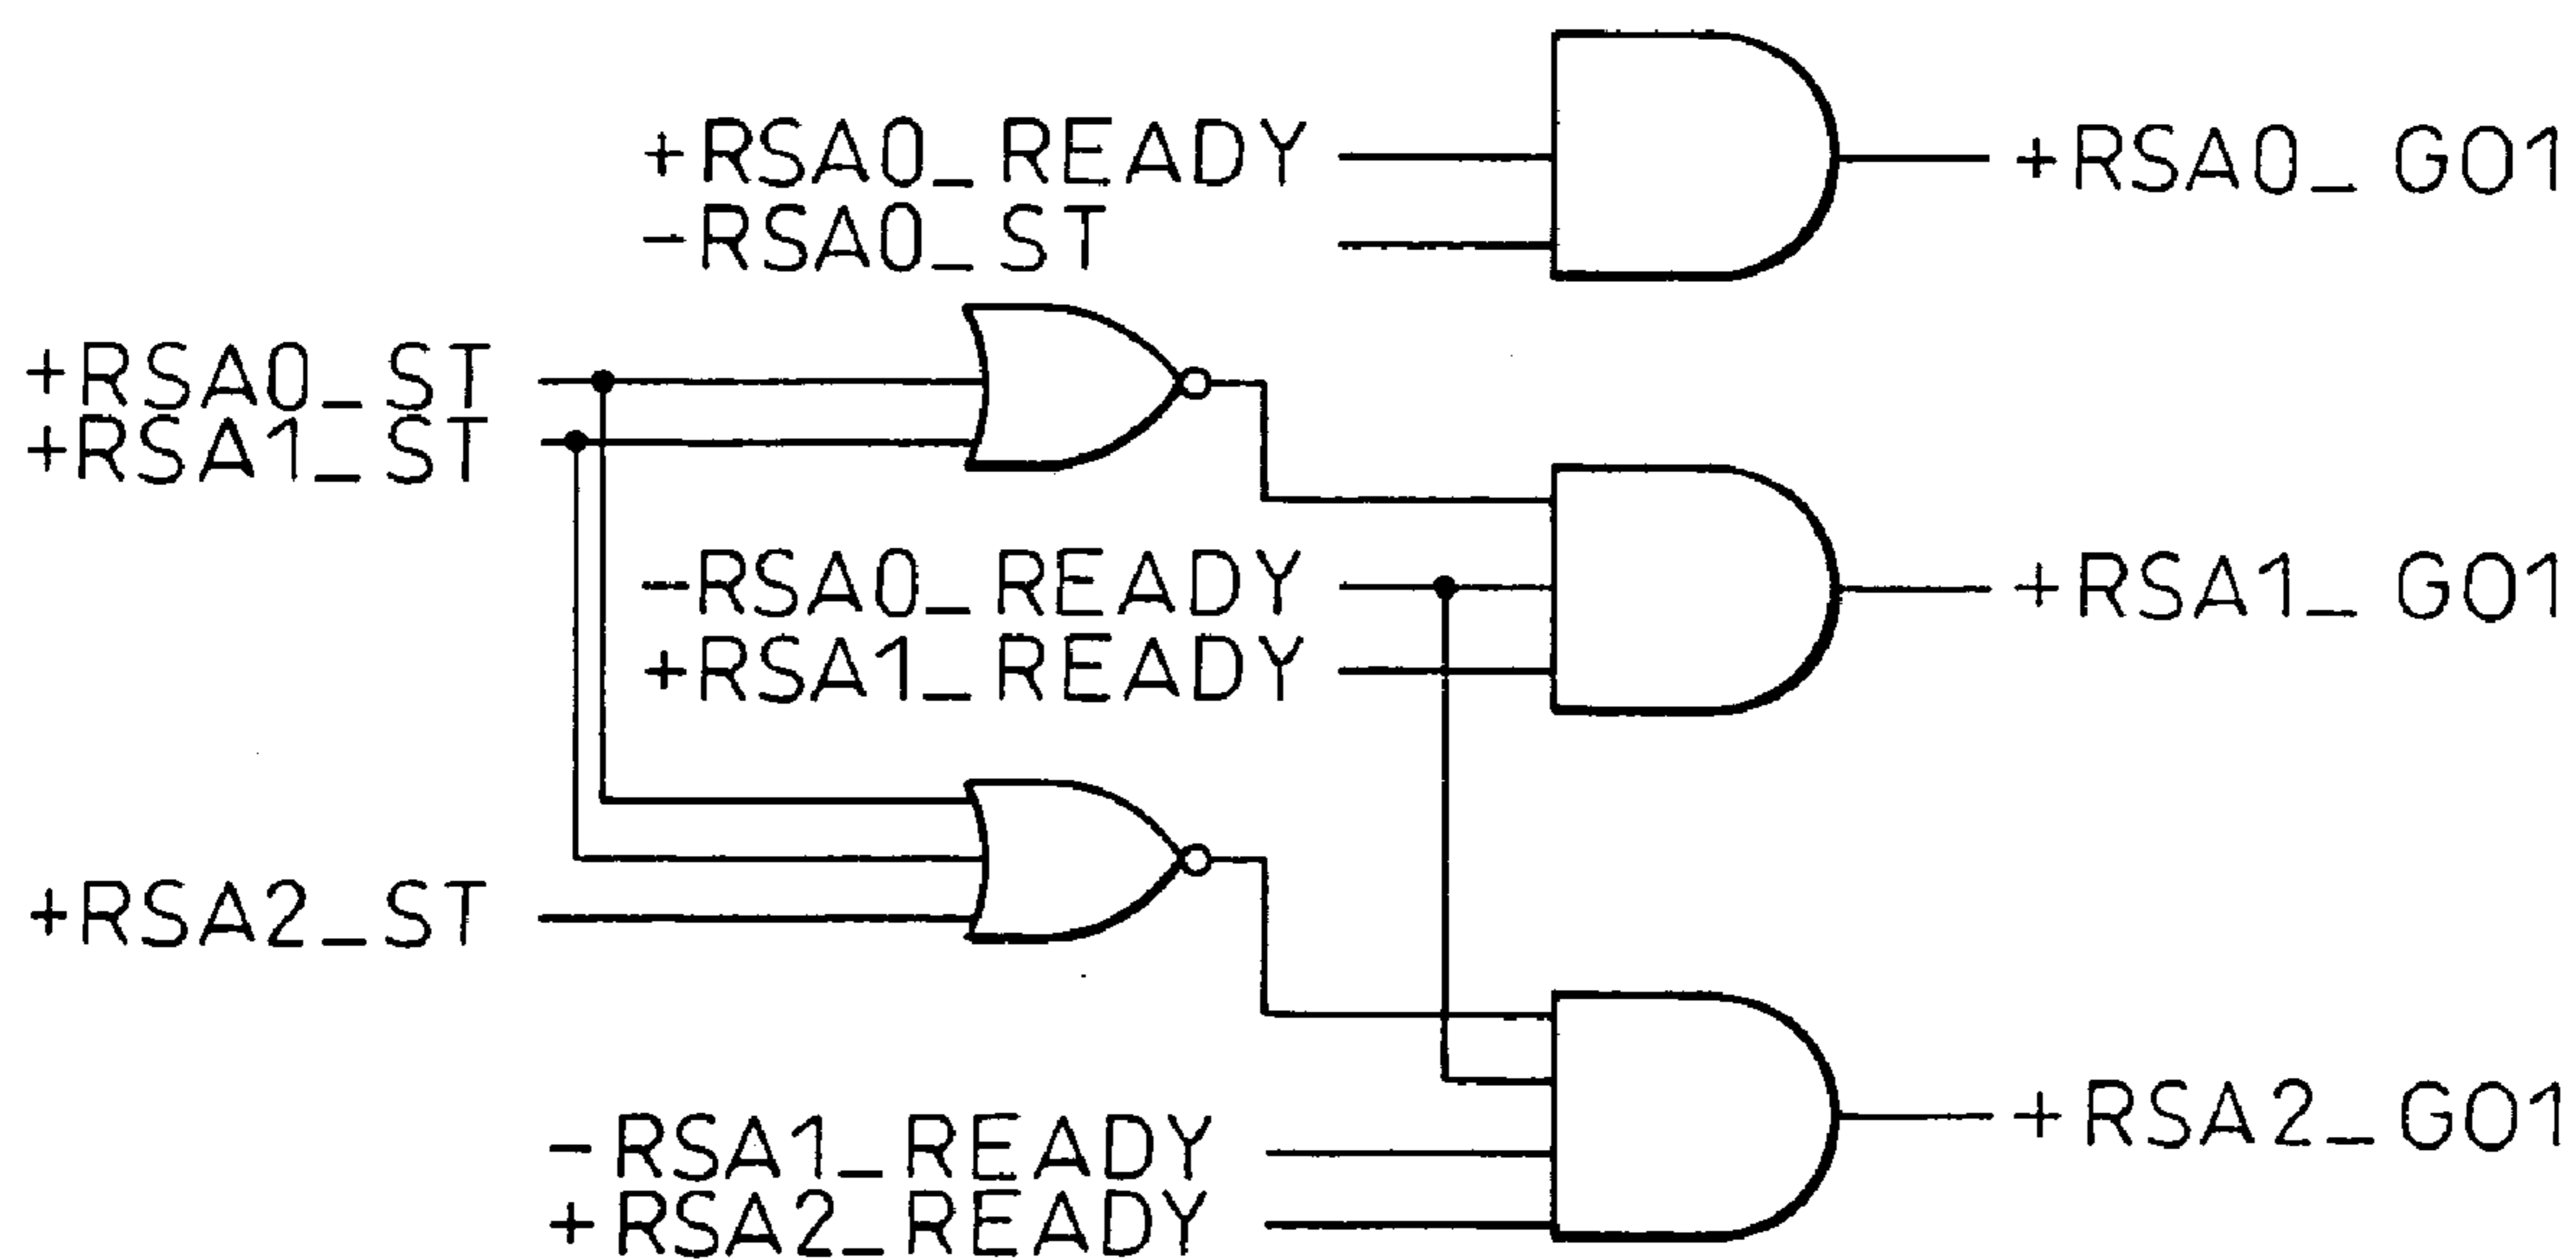 +RSA0_READY
-RSA0_ST
+RSA0_GO1
+RSA0_ST
+RSA1_ST
-RSA0_READY
+RSA1_READY
+RSA1_GO1
+RSA2_ST
-RSA1_READY
+RSA2_READY
+RSA2_GO1